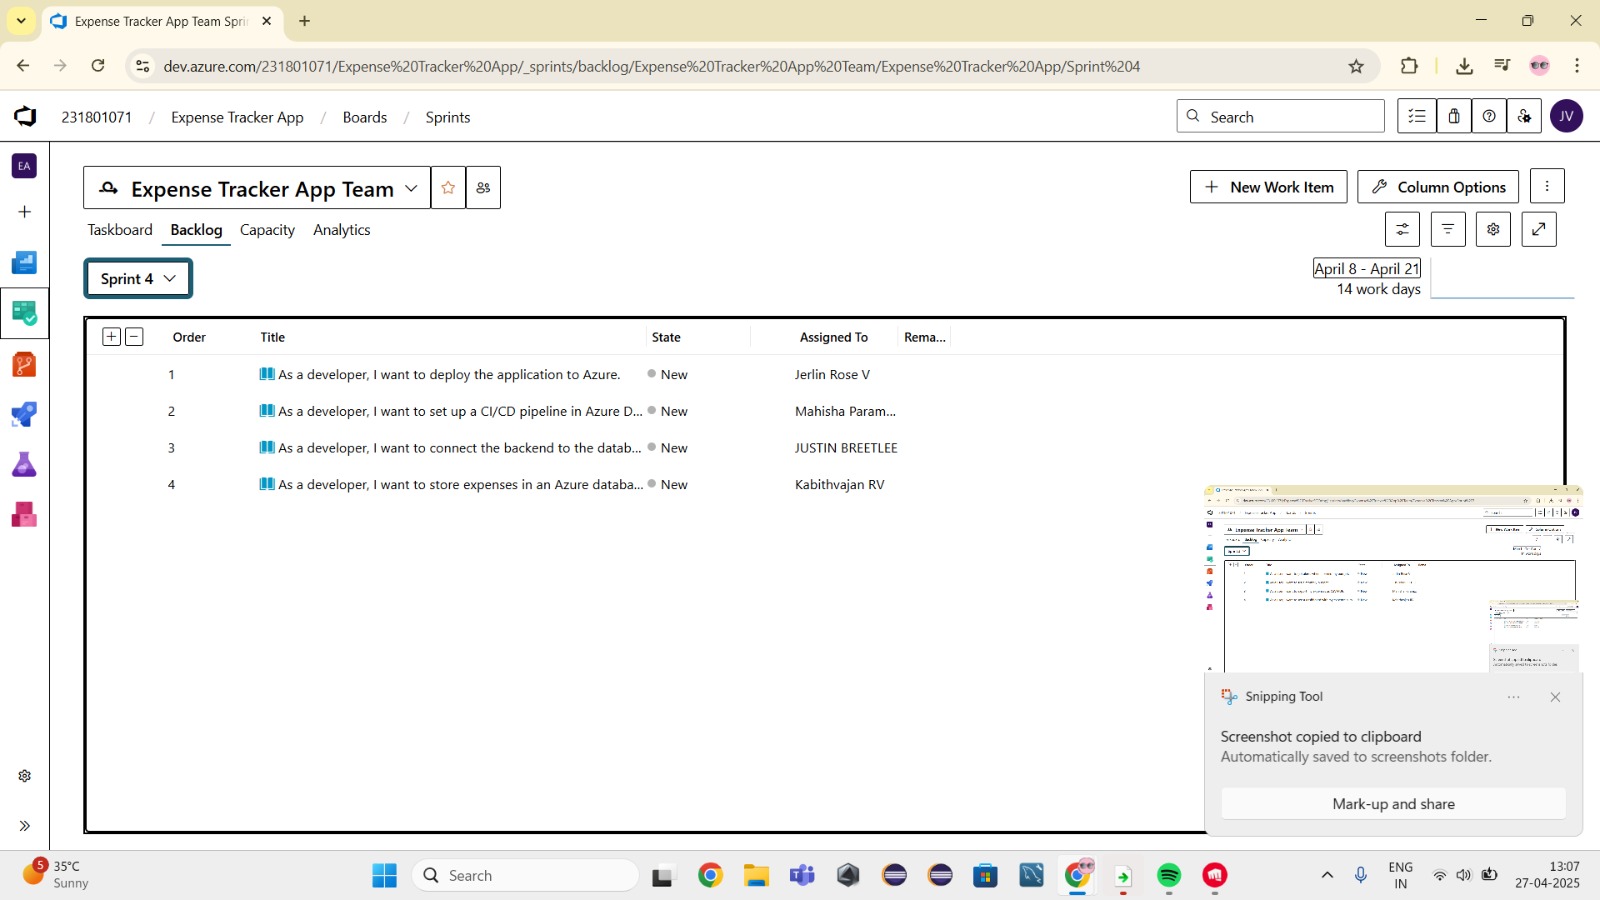 Expense Tracker App Team Spri
dev.azure.com/231801071/Expense%20Tracker%20App/_sprints/backlog/Expense%20Tracker%20App%20Team/Expense%20Tracker%20App/Sprint%204
231801071 / Expense Tracker App / Boards / Sprints
Search
JV
EA
Expense Tracker App Team
New Work Item
Column Options
Taskboard Backlog Capacity Analytics
Sprint 4
April 8 - April 21
14 work days
Order Title State Assigned To Rema...
1 As a developer, I want to deploy the application to Azure. New Jerlin Rose V
2 As a developer, I want to set up a CI/CD pipeline in Azure D... New Mahisha Param...
3 As a developer, I want to connect the backend to the datab... New JUSTIN BREETLEE
4 As a developer, I want to store expenses in an Azure databa... New Kabithvajan RV
Expense Tracker App Team
Snipping Tool
Screenshot copied to clipboard
Automatically saved to screenshots folder.
Mark-up and share
5
35°C
Sunny
Search
ENG
IN
13:07
27-04-2025